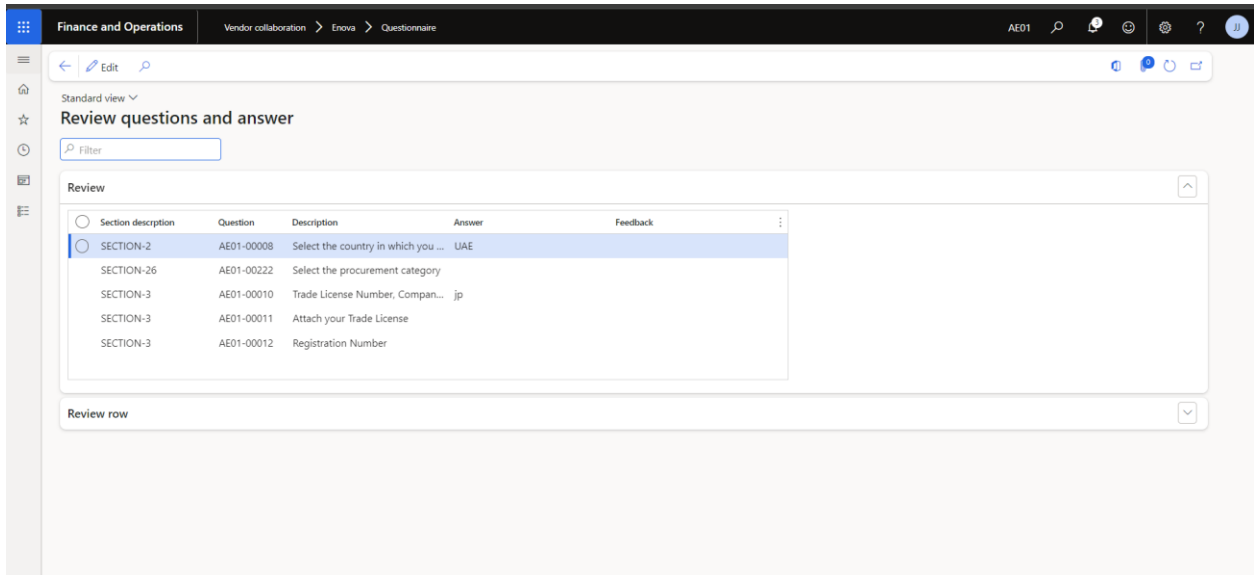 Finance and Operations Vendor collaboration > Enova > Questionnaire AE01 3 ? JJ
Edit 0
Standard view
Review questions and answer
Filter
Review
Section descrption Question Description Answer Feedback
SECTION-2 AE01-00008 Select the country in which you ... UAE
SECTION-26 AE01-00222 Select the procurement category
SECTION-3 AE01-00010 Trade License Number, Compan... jp
SECTION-3 AE01-00011 Attach your Trade License
SECTION-3 AE01-00012 Registration Number
Review row